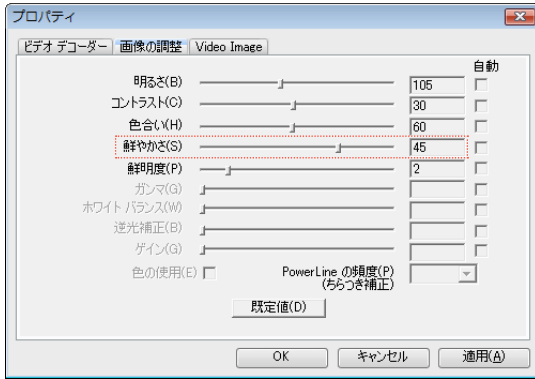 プロパティ
ビデオ デコーダー 画像の調整 Video Image
自動
明るさ(B) 105
コントラスト(C) 30
色合い(H) 60
鮮やかさ(S) 45
鮮明度(P) 2
ガンマ(G)
ホワイト バランス(W)
逆光補正(B)
ゲイン(G)
色の使用(E) PowerLine の頻度(P)
(ちらつき補正)
既定値(D)
OK キャンセル 適用(A)